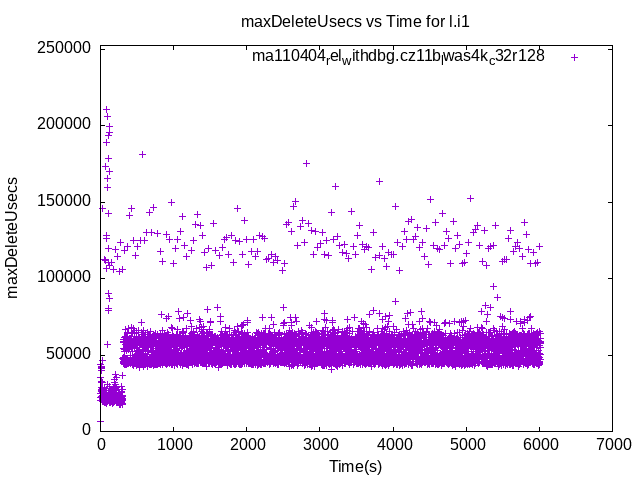 maxDeleteUsecs vs Time for l.i1
ma110404_rel_withdbg.cz11b_lwas4k_c32r128
250000
200000
150000
100000
50000
0
maxDeleteUsecs
0 1000 2000 3000 4000 5000 6000 7000
Time(s)